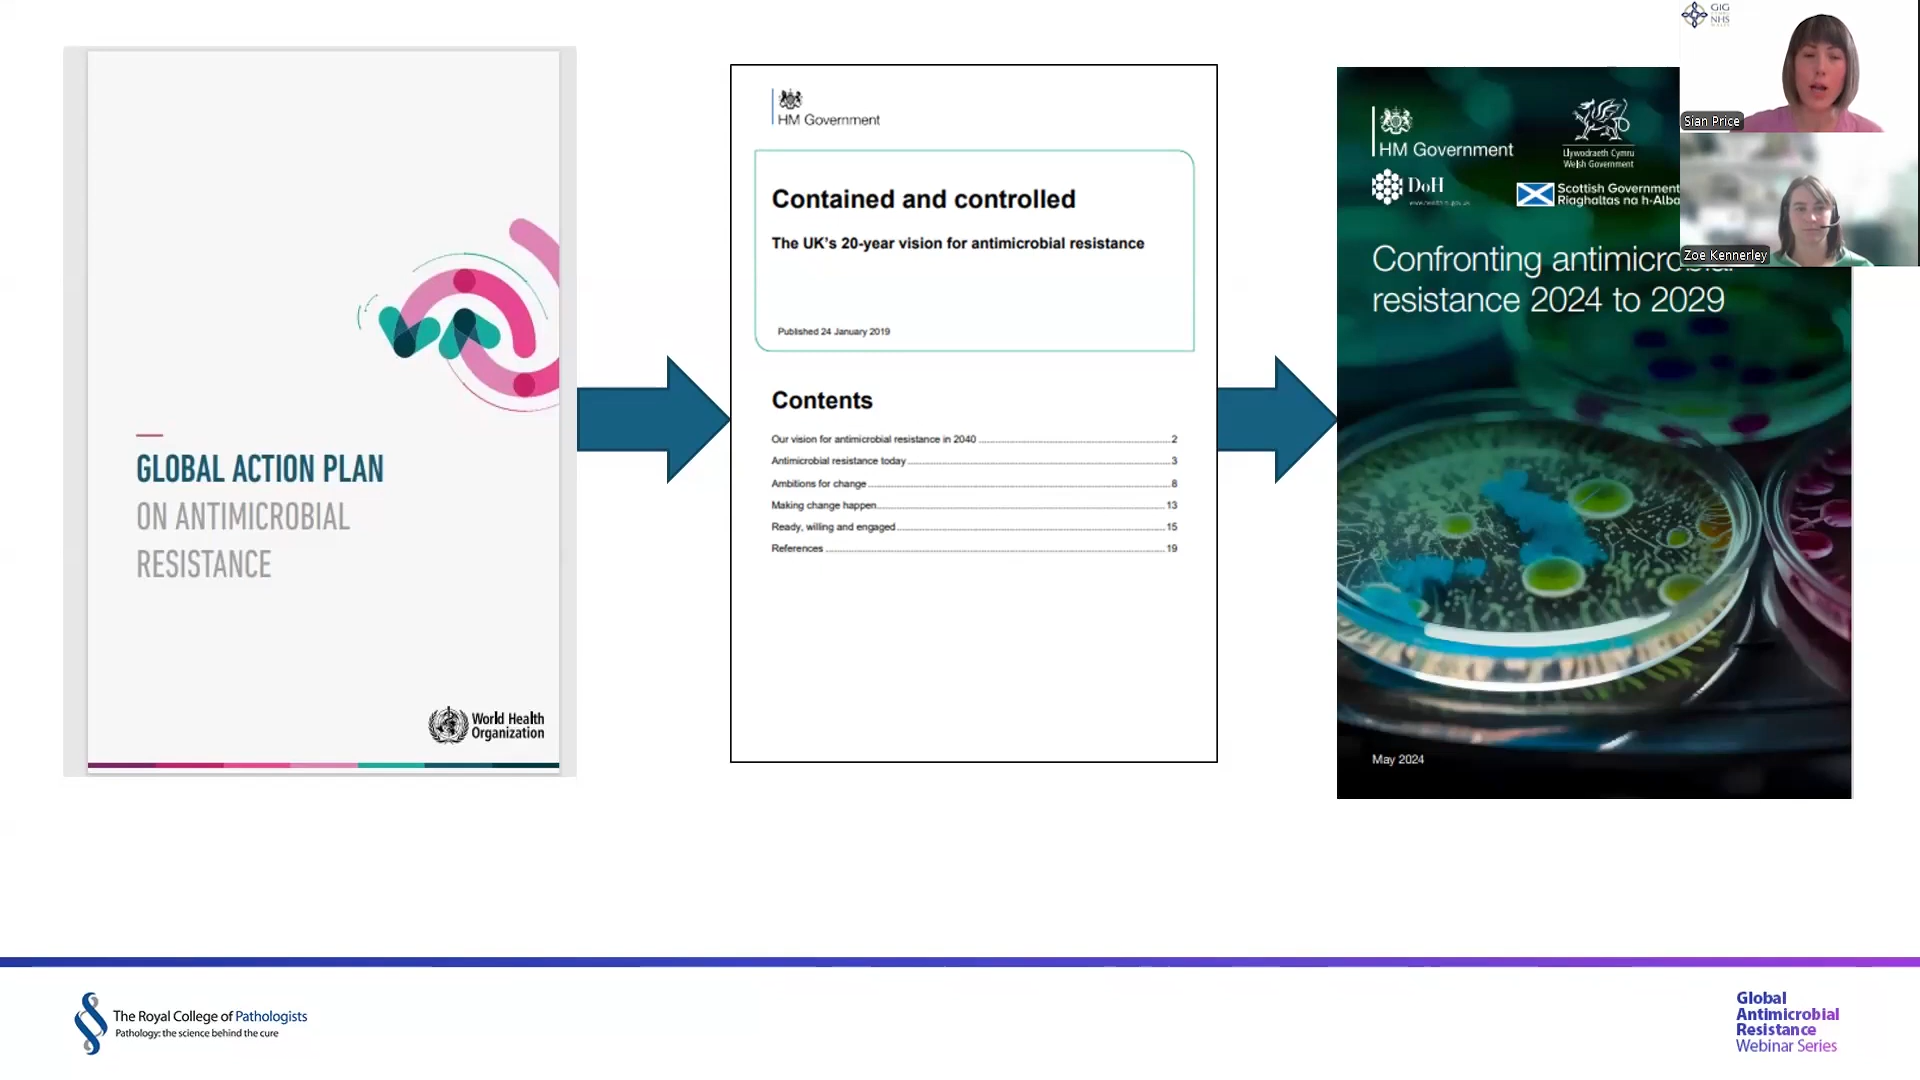 GLOBAL ACTION PLAN
ON ANTIMICROBIAL
RESISTANCE
World Health
Organization
HM Government
Contained and controlled
The UK's 20-year vision for antimicrobial resistance
Published 24 January 2019
Contents
Our vision for antimicrobial resistance in 2040 2
Antimicrobial resistance today 3
Ambitions for change 8
Making change happen 13
Ready, willing and engaged 15
References 19
HM Government
Llywodraeth Cymru
Welsh Government
DoH
Scottish Government
Riaghaltas na h-Alba
Confronting antimicrobial
resistance 2024 to 2029
May 2024
GIG
CYMRU
NHS
WALES
Sian Price
Zoe Kennerley
The Royal College of Pathologists
Pathology: the science behind the cure
Global
Antimicrobial
Resistance
Webinar Series